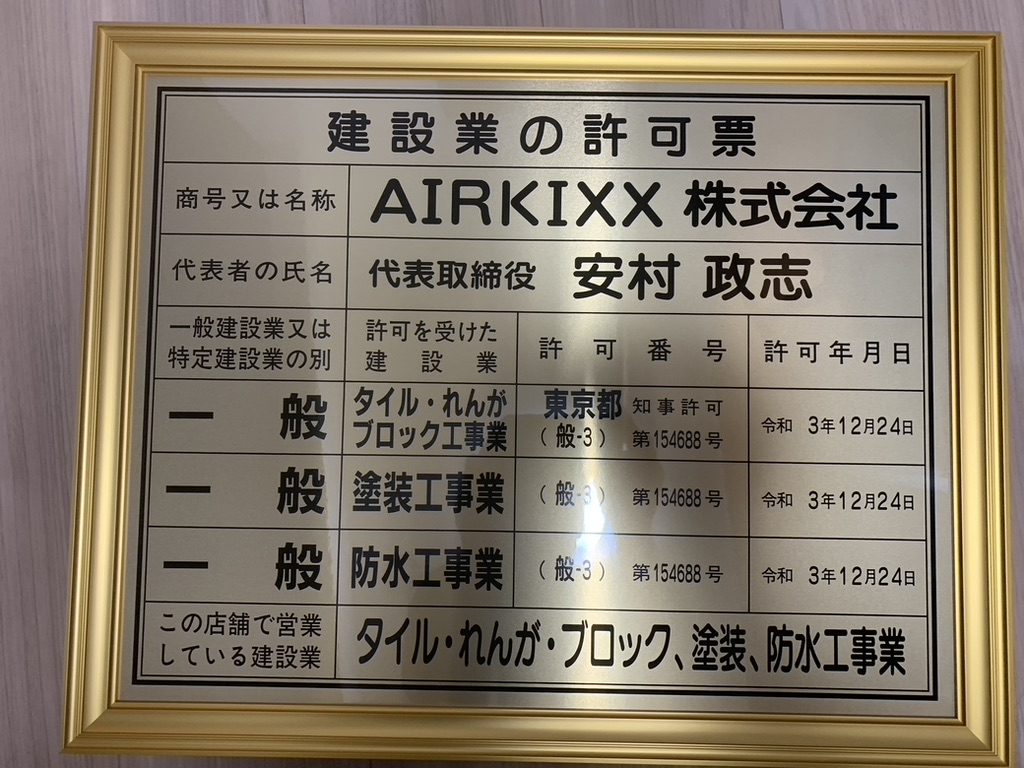 建設業の許可票
商号又は名称 AIRKIXX 株式会社
代表者の氏名 代表取締役 安村 政志
一般建設業又は
特定建設業の別
許可を受けた
建設業
許可番号
許可年月日
一般
タイル・れんが
ブロック工事業
東京都 知事許可
(般-3) 第154688号
令和 3年12月24日
一般 塗装工事業 (般-3) 第154688号 令和 3年12月24日
一般 防水工事業 (般-3) 第154688号 令和 3年12月24日
この店舗で営業
している建設業
タイル・れんが・ブロック、塗装、防水工事業